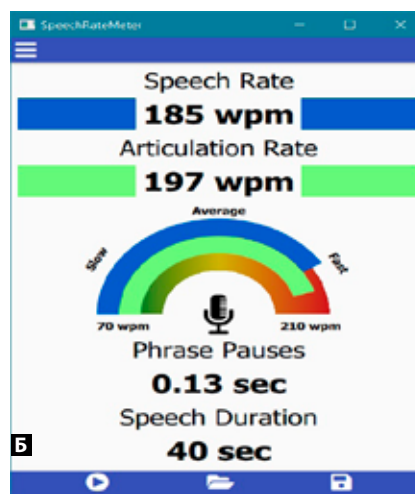 SpeechRateMeter
Speech Rate
185 wpm
Articulation Rate
197 wpm
Average
Slow
Fast
70 wpm
210 wpm
Phrase Pauses
0.13 sec
Speech Duration
Б
40 sec